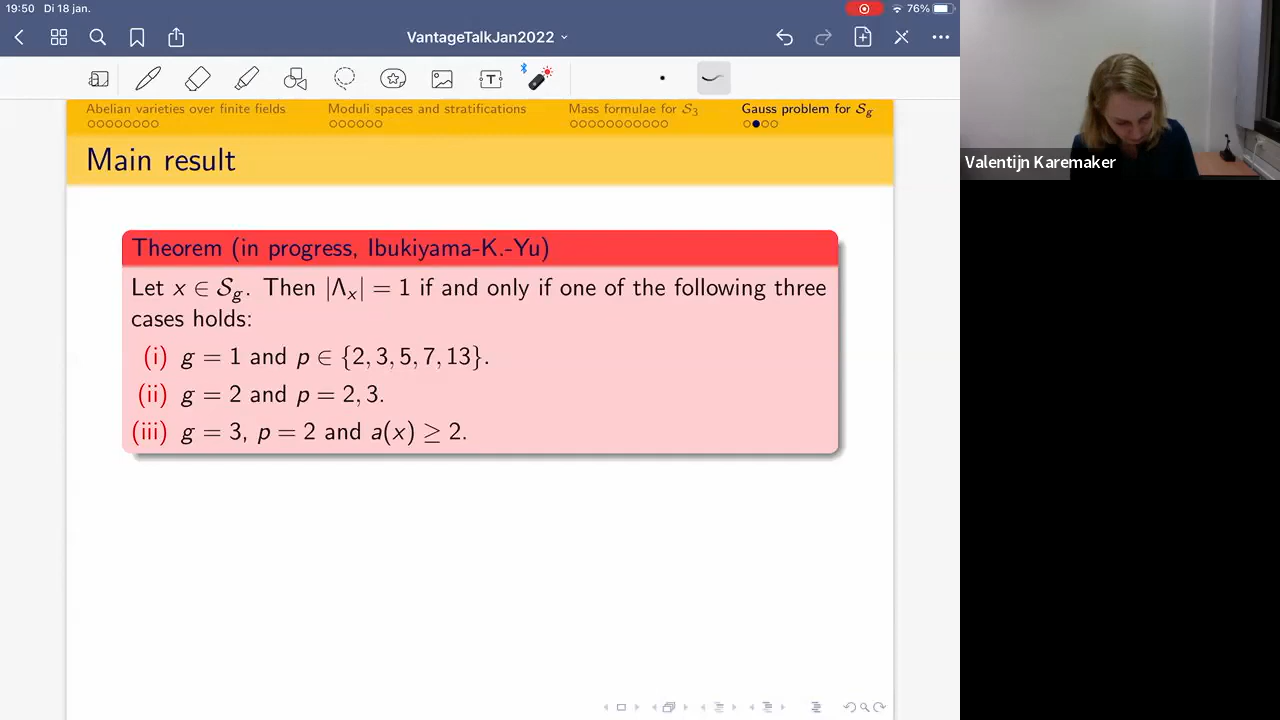 19:50 Di 18 jan. 76%
VantageTalkJan2022
T
Abelian varieties over finite fields Moduli spaces and stratifications Mass formulae for 𝒮₃ Gauss problem for 𝒮_g
Main result
Theorem (in progress, Ibukiyama-K.-Yu)
Let x ∈ 𝒮_g. Then |Λ_x| = 1 if and only if one of the following three
cases holds:
(i) g = 1 and p ∈ {2, 3, 5, 7, 13}.
(ii) g = 2 and p = 2, 3.
(iii) g = 3, p = 2 and a(x) ≥ 2.
Valentijn Karemaker